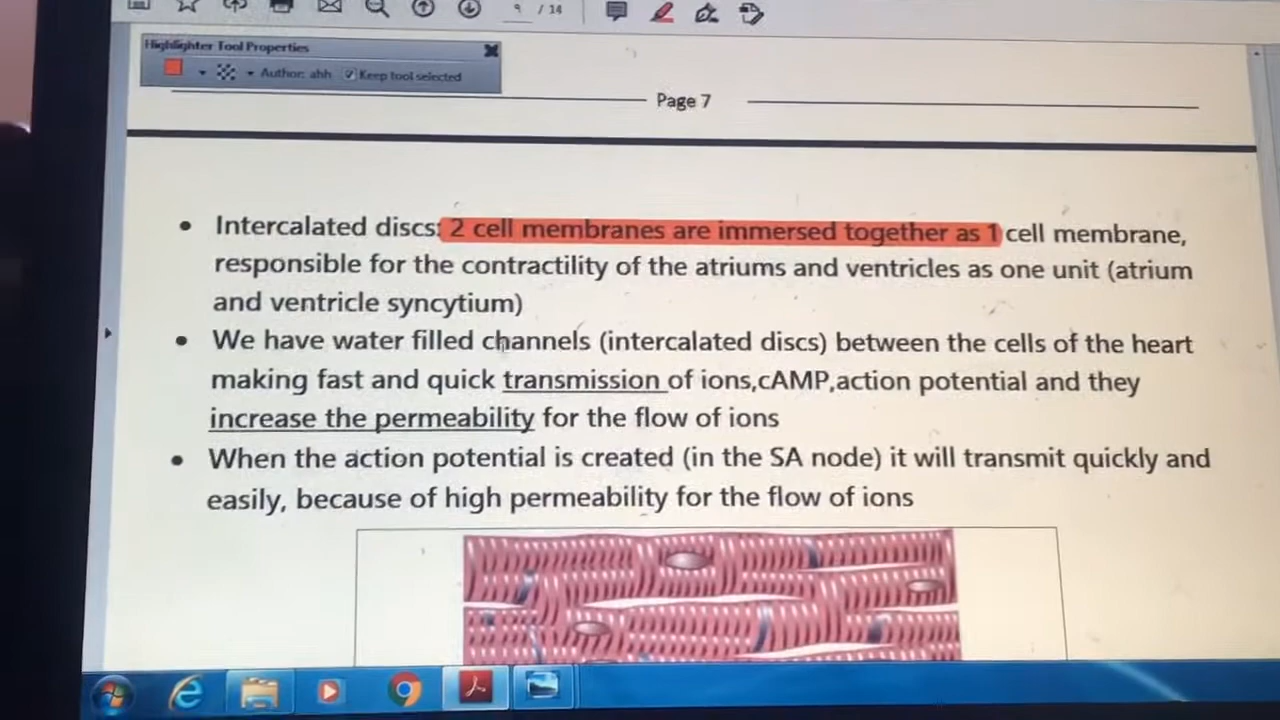 9 / 14
Highlighter Tool Properties
Author: ahh Keep tool selected
Page 7
• Intercalated discs: 2 cell membranes are immersed together as 1 cell membrane,
responsible for the contractility of the atriums and ventricles as one unit (atrium
and ventricle syncytium)
• We have water filled channels (intercalated discs) between the cells of the heart
making fast and quick transmission of ions,cAMP,action potential and they
increase the permeability for the flow of ions
• When the action potential is created (in the SA node) it will transmit quickly and
easily, because of high permeability for the flow of ions